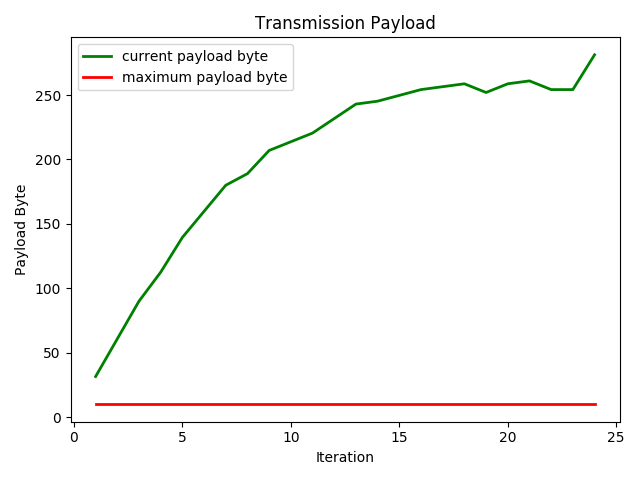 Transmission Payload
current payload byte
maximum payload byte
Payload Byte
250
200
150
100
50
0
0 5 10 15 20 25
Iteration